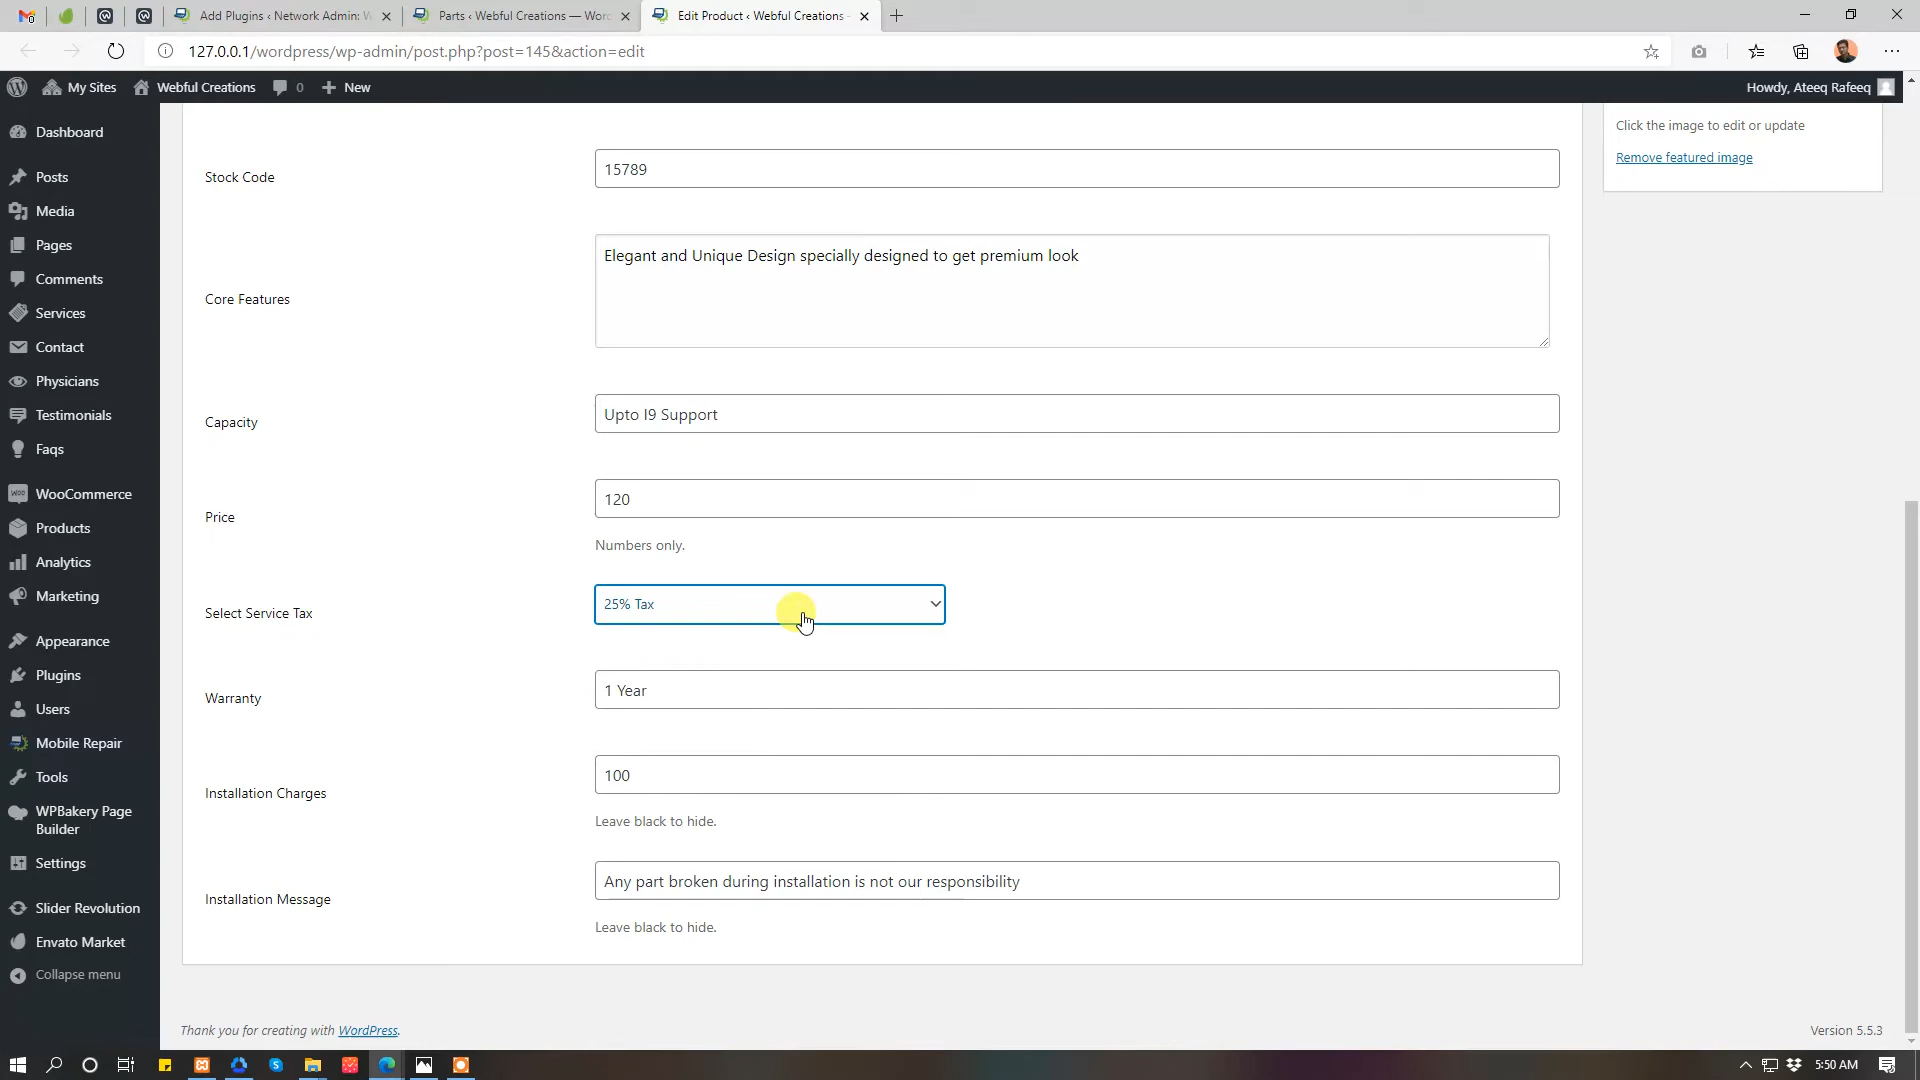 Add Plugins ‹ Network Admin: W
Parts ‹ Webful Creations — Word
Edit Product ‹ Webful Creations -
127.0.0.1/wordpress/wp-admin/post.php?post=145&action=edit
My Sites
Webful Creations
0
New
Howdy, Ateeq Rafeeq
Dashboard
Posts
Media
Pages
Comments
Services
Contact
Physicians
Testimonials
Faqs
WooCommerce
Products
Analytics
Marketing
Appearance
Plugins
Users
Mobile Repair
Tools
WPBakery Page
Builder
Settings
Slider Revolution
Envato Market
Collapse menu
Stock Code
15789
Core Features
Elegant and Unique Design specially designed to get premium look
Capacity
Upto I9 Support
Price
120
Numbers only.
Select Service Tax
25% Tax
Warranty
1 Year
Installation Charges
100
Leave black to hide.
Installation Message
Any part broken during installation is not our responsibility
Leave black to hide.
Click the image to edit or update
Remove featured image
Thank you for creating with WordPress.
Version 5.5.3
5:50 AM